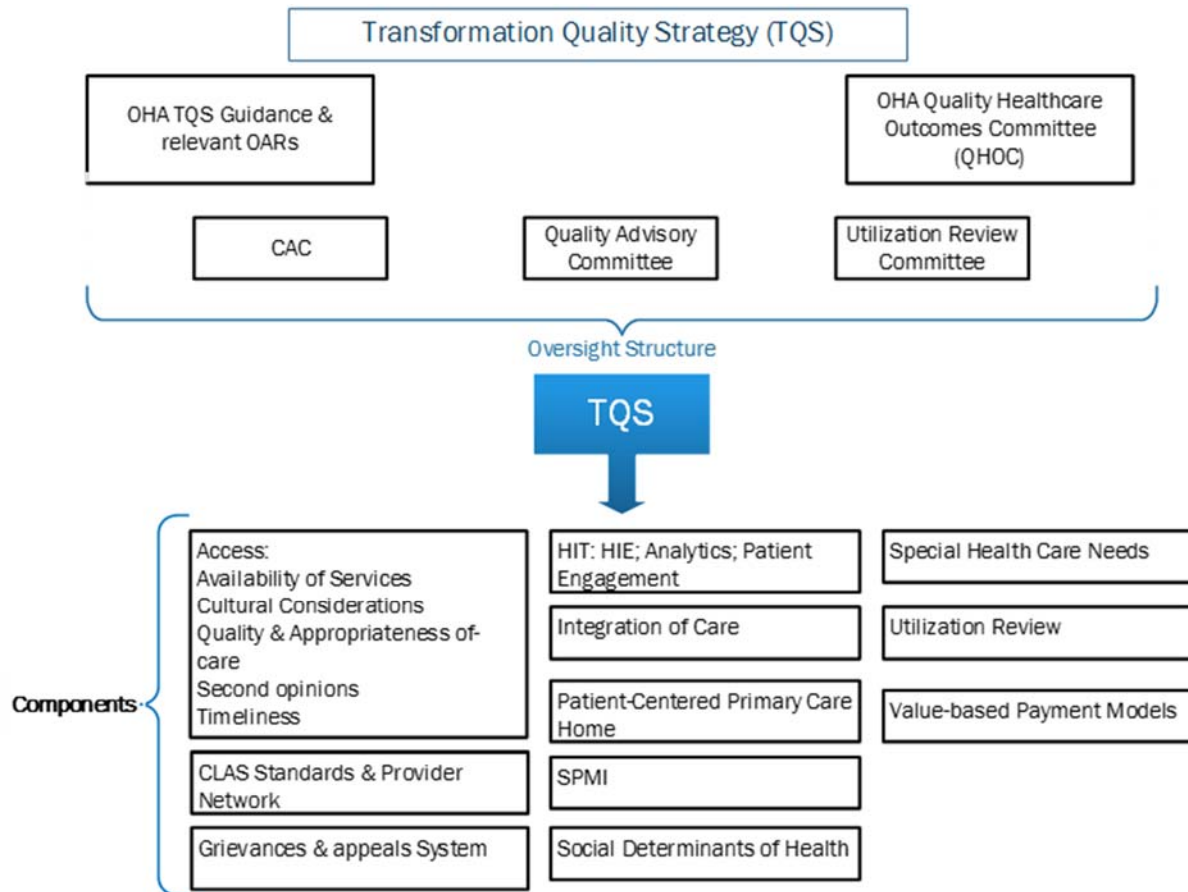 Transformation Quality Strategy (TQS)
OHA TQS Guidance &
relevant OARs
OHA Quality Healthcare
Outcomes Committee
(QHOC)
CAC
Quality Advisory
Committee
Utilization Review
Committee
Oversight Structure
TQS
Components
Access:
Availability of Services
Cultural Considerations
Quality & Appropriateness of-
care
Second opinions
Timeliness
CLAS Standards & Provider
Network
Grievances & appeals System
HIT: HIE; Analytics; Patient
Engagement
Integration of Care
Patient-Centered Primary Care
Home
SPMI
Social Determinants of Health
Special Health Care Needs
Utilization Review
Value-based Payment Models